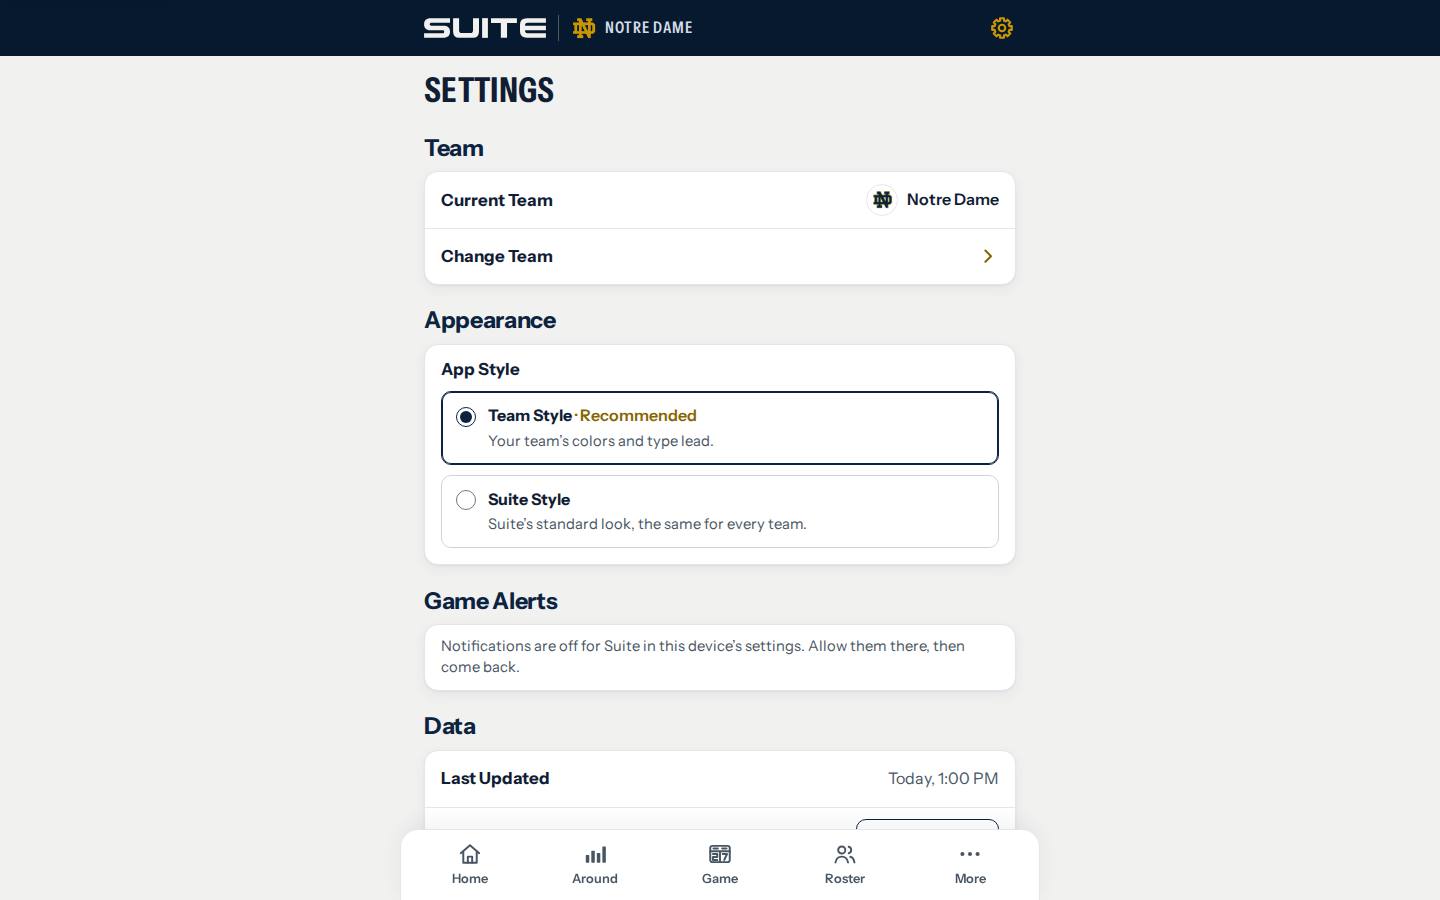 SUITE
NOTRE DAME
SETTINGS
Team
Current Team
Notre Dame
Change Team
Appearance
App Style
Team Style · Recommended
Your team’s colors and type lead.
Suite Style
Suite’s standard look, the same for every team.
Game Alerts
Notifications are off for Suite in this device’s settings. Allow them there, then
come back.
Data
Last Updated
Today, 1:00 PM
Home
Around
Game
Roster
More